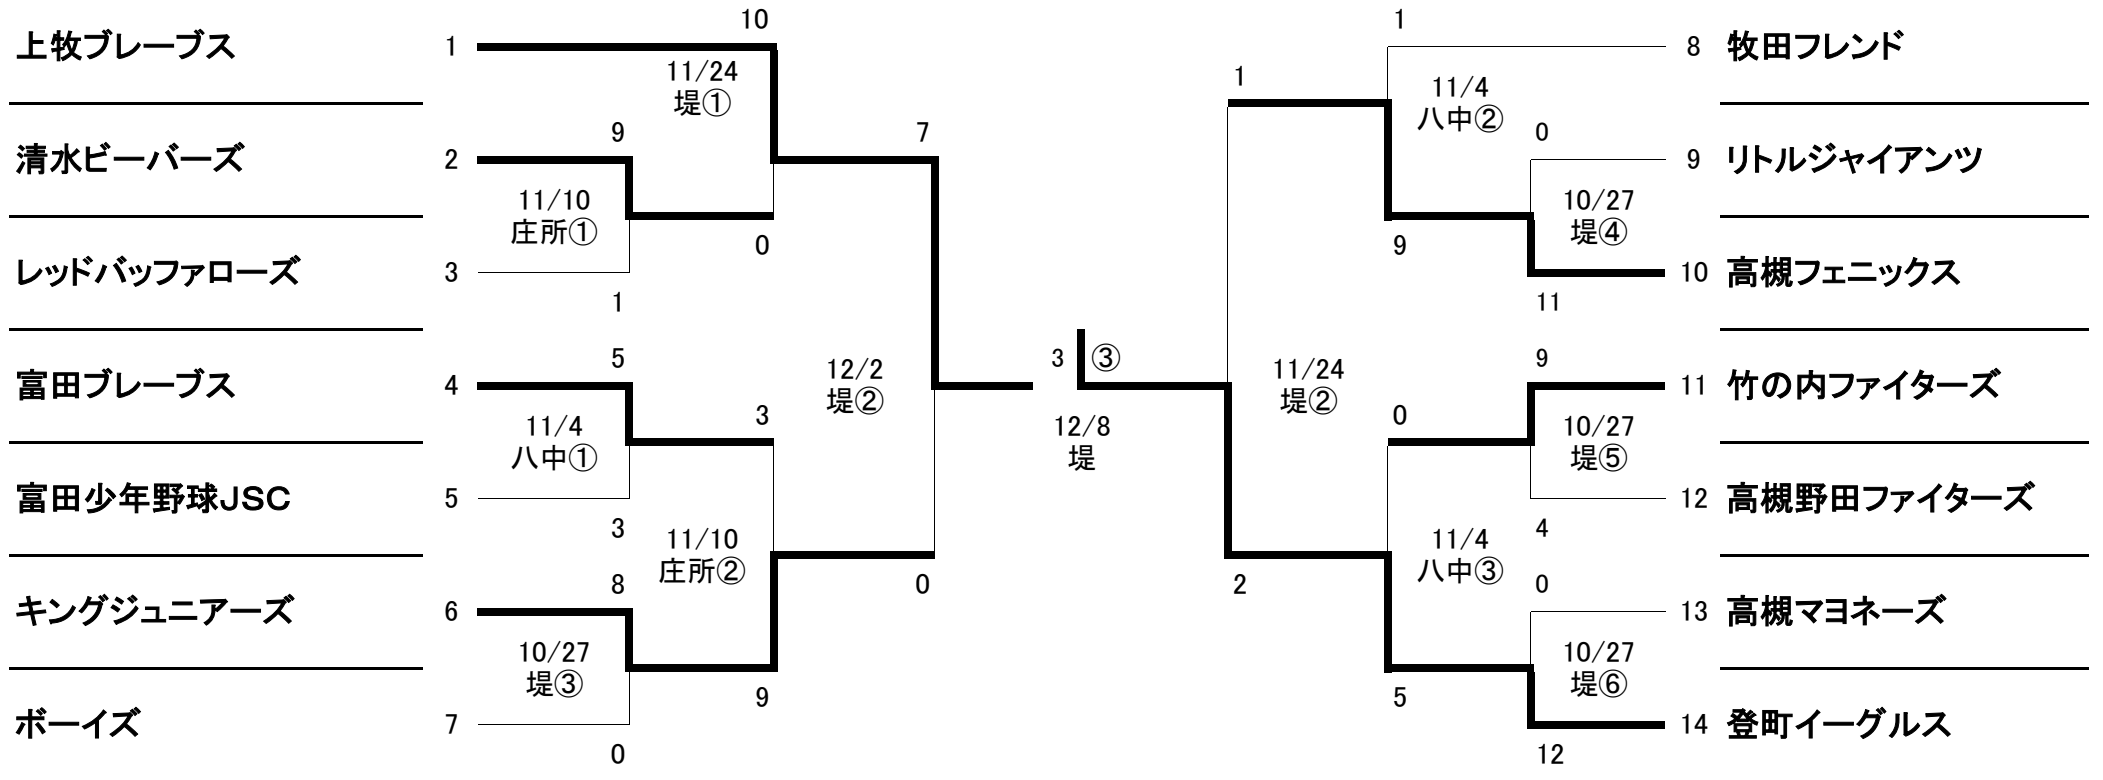 10
1
上牧ブレーブス 1
8 牧田フレンド
11/24
堤①
1
11/4
八中②
9
7
0
清水ビーバーズ 2
9 リトルジャイアンツ
11/10
庄所①
10/27
堤④
0
9
レッドバッファローズ 3
10 高槻フェニックス
1
11
5
3 ③
9
12/2
堤②
11/24
堤②
富田ブレーブス 4
11 竹の内ファイターズ
3
0
11/4
八中①
12/8
堤
10/27
堤⑤
富田少年野球JSC 5
12 高槻野田ファイターズ
3
4
11/10
庄所②
11/4
八中③
8
0
2
0
キングジュニアーズ 6
13 高槻マヨネーズ
10/27
堤③
10/27
堤⑥
9
5
ボーイズ 7
14 登町イーグルス
0
12